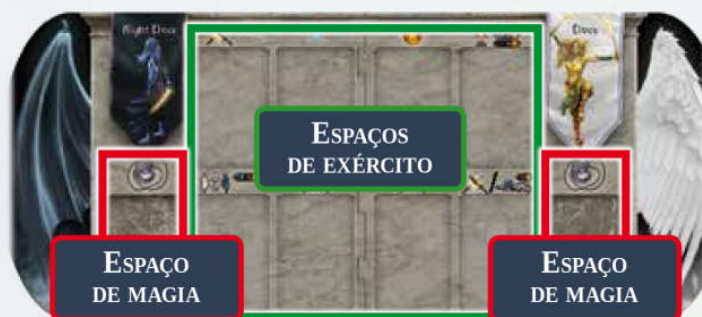 Night Elves
Elves
ESPAÇOS
DE EXÉRCITO
ESPAÇO
DE MAGIA
ESPAÇO
DE MAGIA